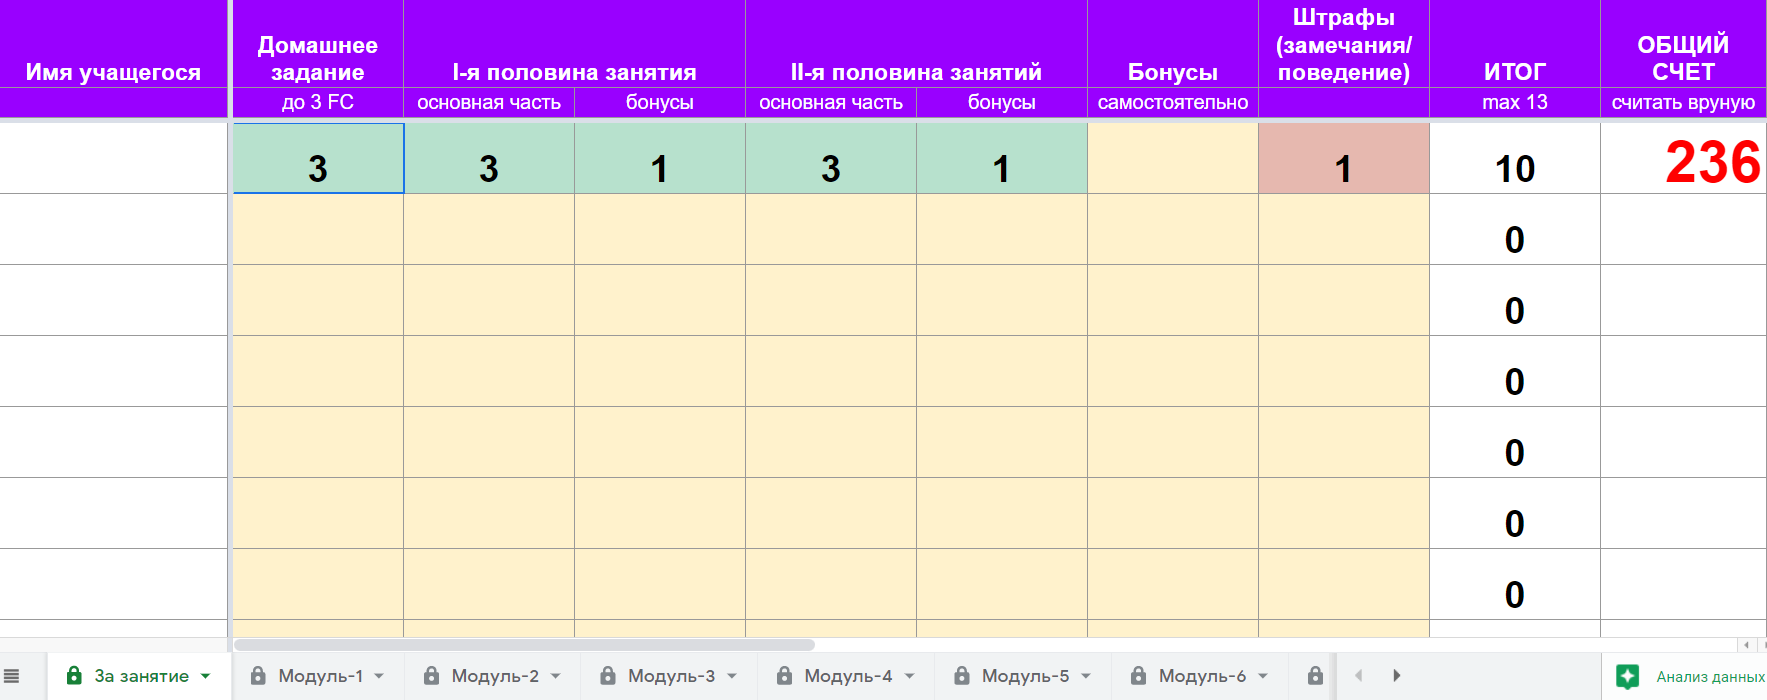 Имя учащегося
Домашнее задание
I-я половина занятия
II-я половина занятий
Бонусы
Штрафы (замечания/ поведение)
ИТОГ
ОБЩИЙ СЧЕТ
до 3 FC
основная часть
бонусы
основная часть
бонусы
самостоятельно
max 13
считать вруную
3
3
1
3
1
1
10
236
0
0
0
0
0
0
За занятие
Модуль-1
Модуль-2
Модуль-3
Модуль-4
Модуль-5
Модуль-6
Анализ данных